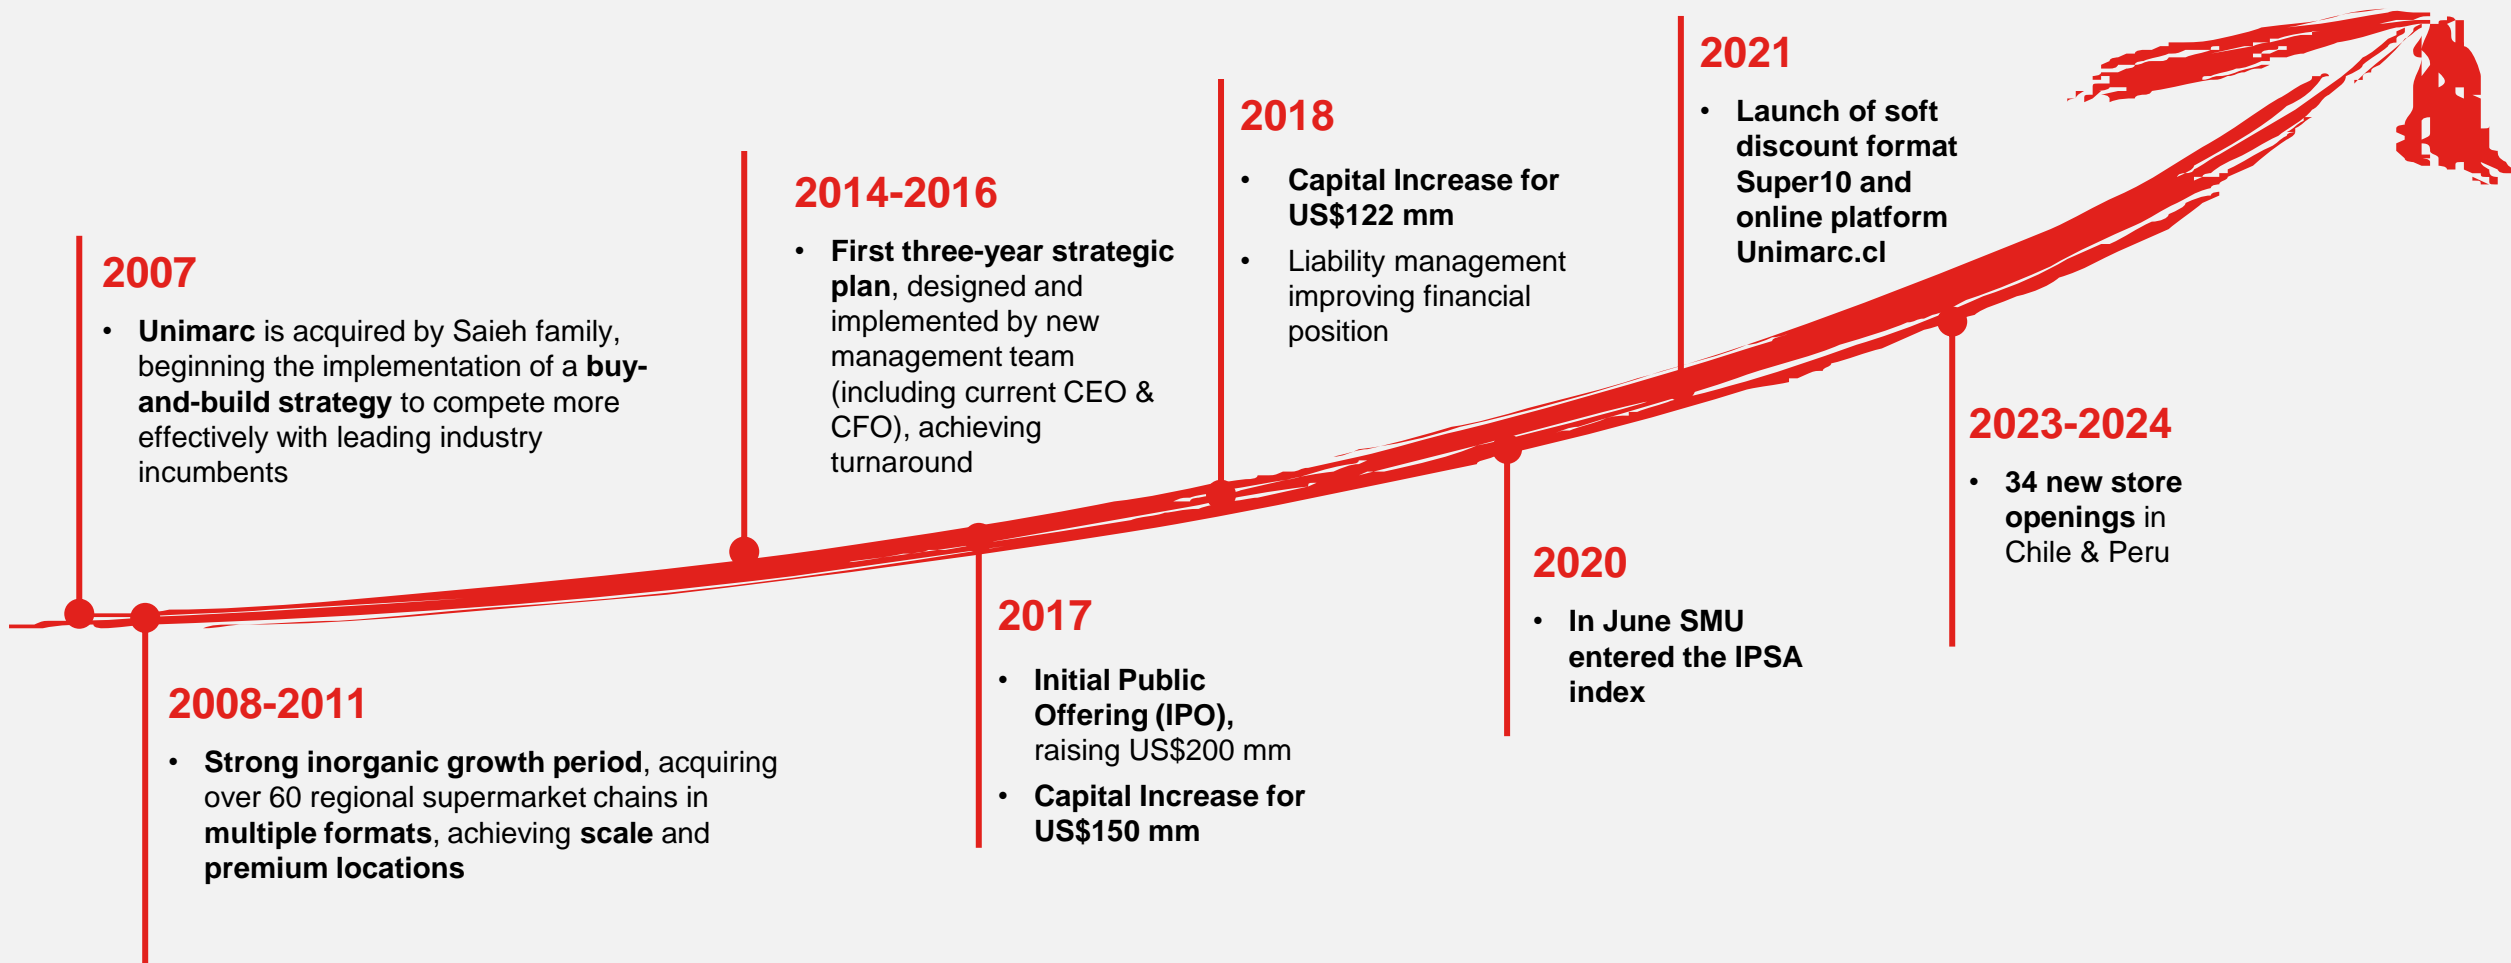 2007
• Unimarc is acquired by Saieh family,
beginning the implementation of a buy-
and-build strategy to compete more
effectively with leading industry
incumbents
2008-2011
• Strong inorganic growth period, acquiring
over 60 regional supermarket chains in
multiple formats, achieving scale and
premium locations
2014-2016
• First three-year strategic
plan, designed and
implemented by new
management team
(including current CEO &
CFO), achieving
turnaround
2017
• Initial Public
Offering (IPO),
raising US$200 mm
• Capital Increase for
US$150 mm
2018
• Capital Increase for
US$122 mm
• Liability management
improving financial
position
2020
• In June SMU
entered the IPSA
index
2021
• Launch of soft
discount format
Super10 and
online platform
Unimarc.cl
2023-2024
• 34 new store
openings in
Chile & Peru